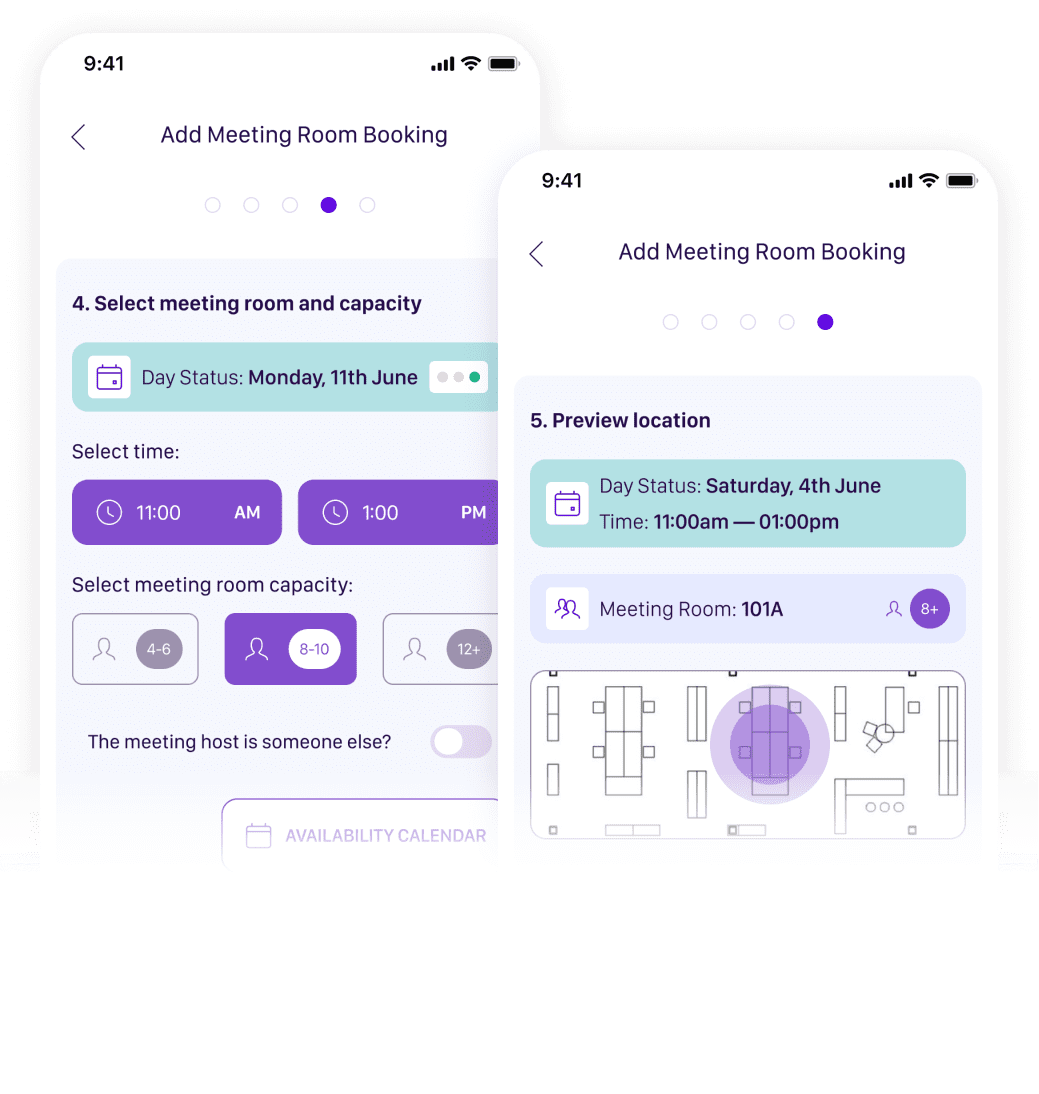 9:41
Add Meeting Room Booking
4. Select meeting room and capacity
Day Status: Monday, 11th June
Select time:
11:00 AM
1:00 PM
Select meeting room capacity:
4-6
8-10
12+
The meeting host is someone else?
AVAILABILITY CALENDAR
9:41
Add Meeting Room Booking
5. Preview location
Day Status: Saturday, 4th June
Time: 11:00am — 01:00pm
Meeting Room: 101A
8+